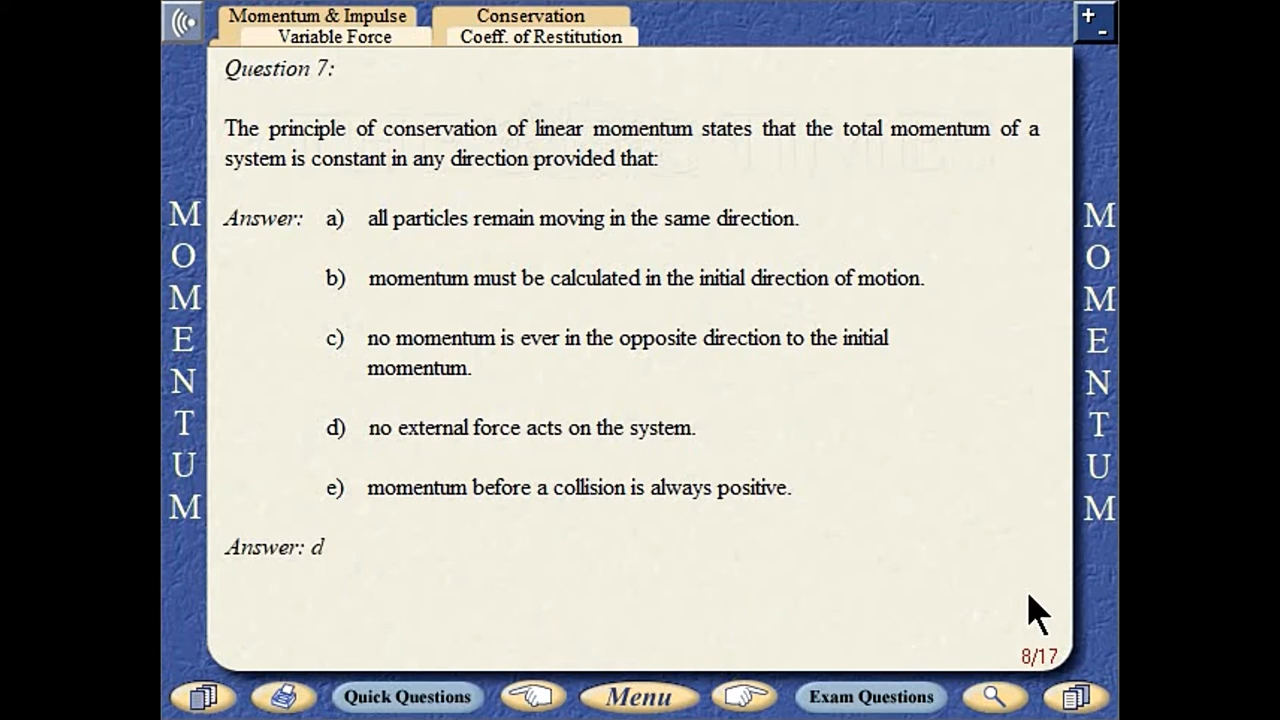 Momentum & Impulse
Conservation
Variable Force
Coeff. of Restitution
+
-
Question 7:
The principle of conservation of linear momentum states that the total momentum of a
system is constant in any direction provided that:
Answer: a) all particles remain moving in the same direction.
b) momentum must be calculated in the initial direction of motion.
c) no momentum is ever in the opposite direction to the initial
momentum.
d) no external force acts on the system.
e) momentum before a collision is always positive.
Answer: d
MOMENTUM
MOMENTUM
8/17
Quick Questions
Menu
Exam Questions